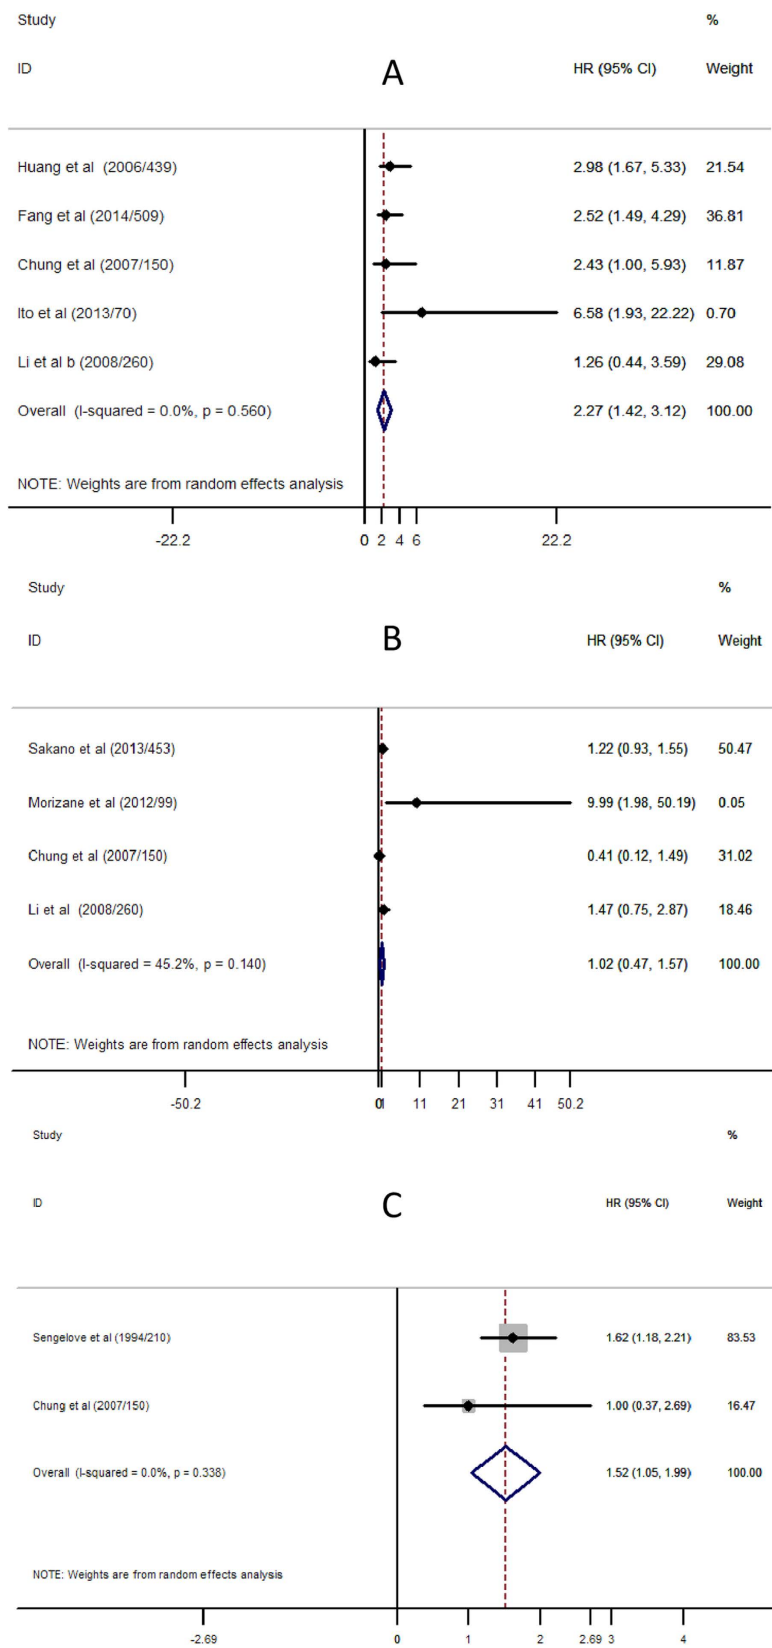 Study %
ID A HR (95% CI) Weight
Huang et al (2006/439) 2.98 (1.67, 5.33) 21.54
Fang et al (2014/509) 2.52 (1.49, 4.29) 36.81
Chung et al (2007/150) 2.43 (1.00, 5.93) 11.87
Ito et al (2013/70) 6.58 (1.93, 22.22) 0.70
Li et al b (2008/260) 1.26 (0.44, 3.59) 29.08
Overall (I-squared = 0.0%, p = 0.560) 2.27 (1.42, 3.12) 100.00
NOTE: Weights are from random effects analysis
-22.2 0 2 4 6 22.2
Study %
ID B HR (95% CI) Weight
Sakano et al (2013/453) 1.22 (0.93, 1.55) 50.47
Morizane et al (2012/99) 9.99 (1.98, 50.19) 0.05
Chung et al (2007/150) 0.41 (0.12, 1.49) 31.02
Li et al (2008/260) 1.47 (0.75, 2.87) 18.46
Overall (I-squared = 45.2%, p = 0.140) 1.02 (0.47, 1.57) 100.00
NOTE: Weights are from random effects analysis
-50.2 0 1 11 21 31 41 50.2
Study %
ID C HR (95% CI) Weight
Sengelove et al (1994/210) 1.62 (1.18, 2.21) 83.53
Chung et al (2007/150) 1.00 (0.37, 2.69) 16.47
Overall (I-squared = 0.0%, p = 0.338) 1.52 (1.05, 1.99) 100.00
NOTE: Weights are from random effects analysis
-2.69 0 1 2 2.69 3 4